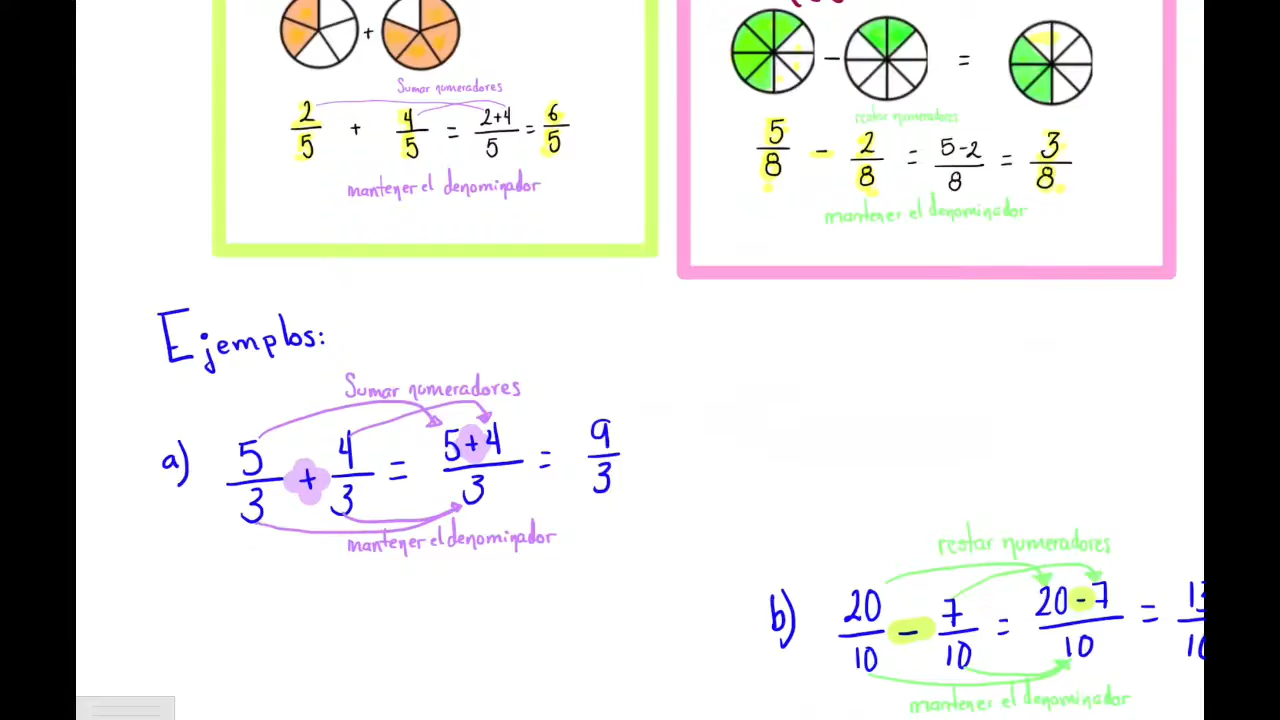 +
Sumar numeradores
2/5 + 4/5 = 2+4/5 = 6/5
mantener el denominador
− =
restar numeradores
5/8 − 2/8 = 5−2/8 = 3/8
mantener el denominador
Ejemplos:
Sumar numeradores
a) 5/3 + 4/3 = 5+4/3 = 9/3
mantener el denominador
restar numeradores
b) 20/10 − 7/10 = 20−7/10 =
mantener el denominador